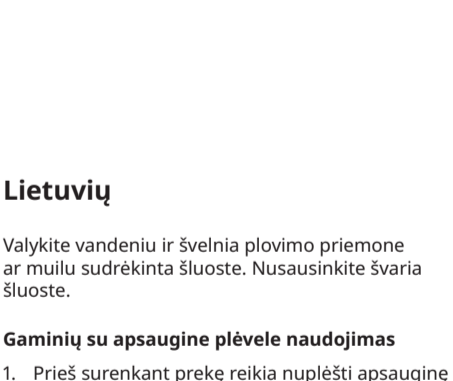 Lietuvių
Valykite vandeniu ir švelnia plovimo priemone
ar muilu sudrėkinta šluoste. Nusausinkite švaria
šluoste.
Gaminių su apsaugine plėvele naudojimas
1. Prieš surenkant prekę reikia nuplėšti apsauginę